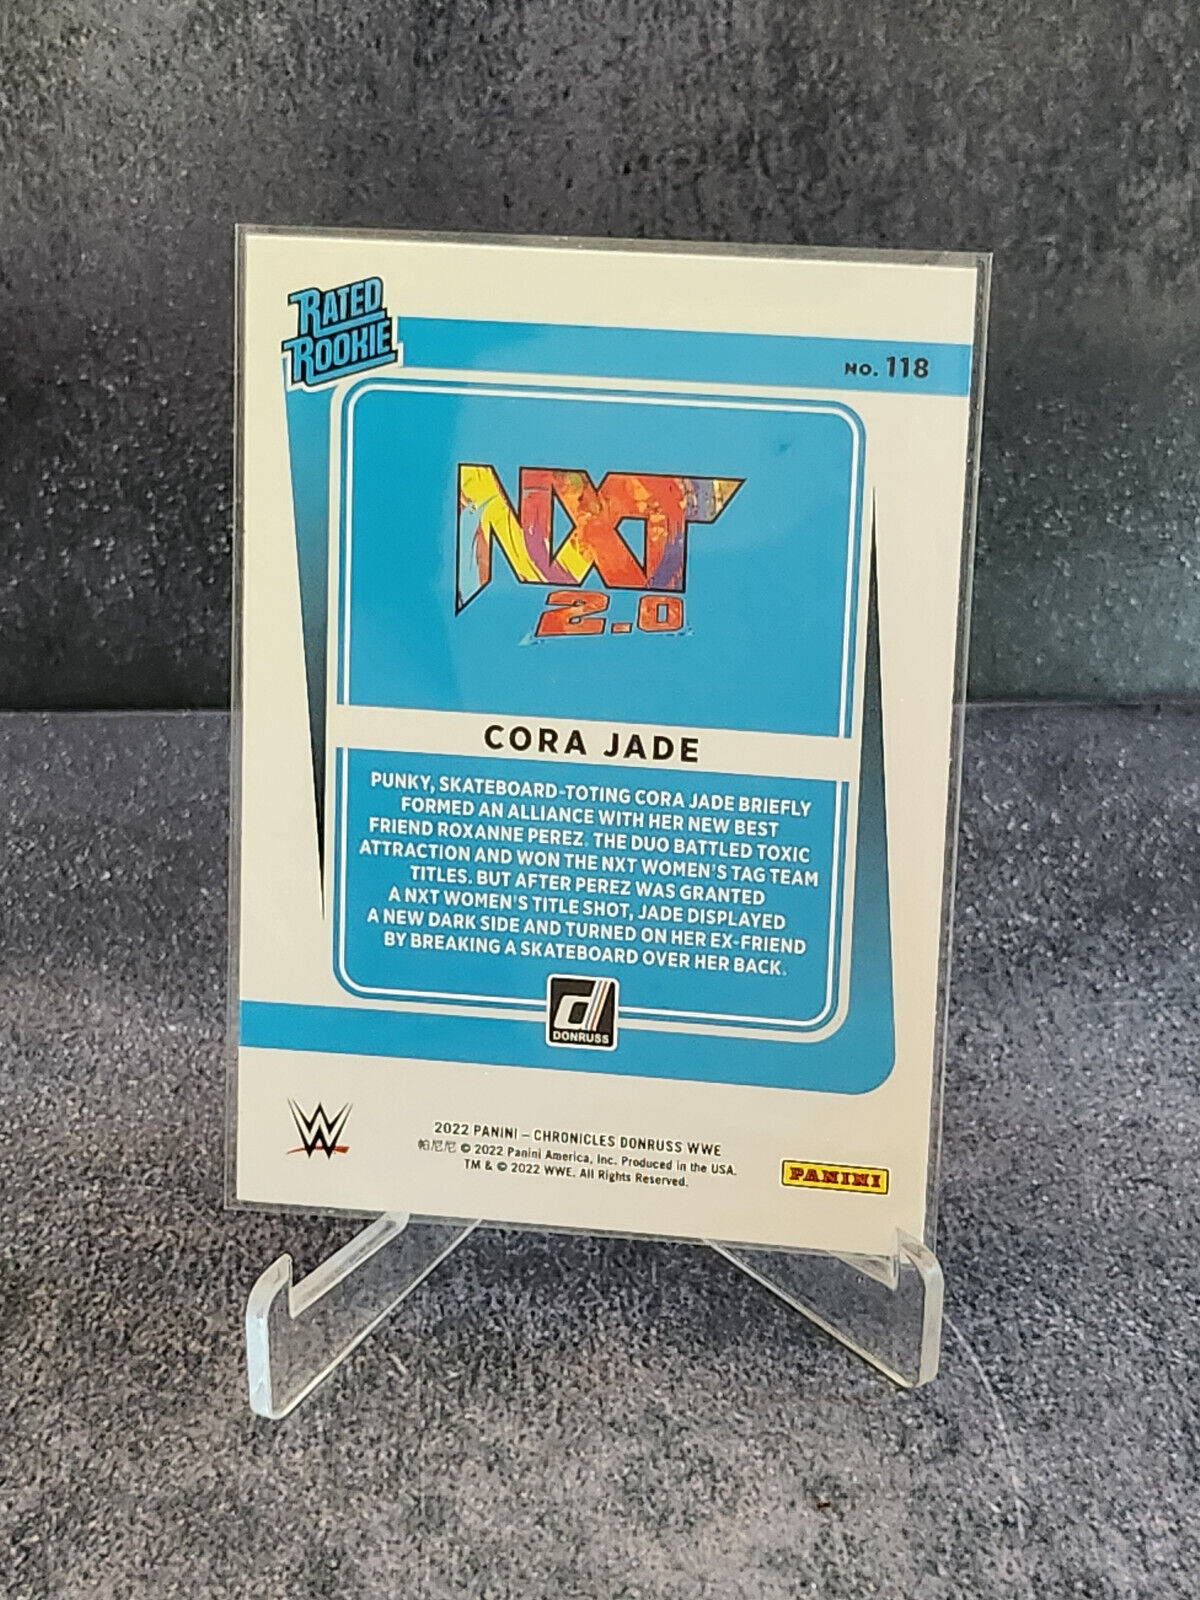 RATED
ROOKIE
NO. 118
NXT
2.0
CORA JADE
PUNKY, SKATEBOARD-TOTING CORA JADE BRIEFLY
FORMED AN ALLIANCE WITH HER NEW BEST
FRIEND ROXANNE PEREZ. THE DUO BATTLED TOXIC
ATTRACTION AND WON THE NXT WOMEN'S TAG TEAM
TITLES. BUT AFTER PEREZ WAS GRANTED
A NXT WOMEN'S TITLE SHOT, JADE DISPLAYED
A NEW DARK SIDE AND TURNED ON HER EX-FRIEND
BY BREAKING A SKATEBOARD OVER HER BACK.
d
DONRUSS
W
2022 PANINI – CHRONICLES DONRUSS WWE
帕尼尼 © 2022 Panini America, Inc. Produced in the USA.
TM & © 2022 WWE. All Rights Reserved.
PANINI